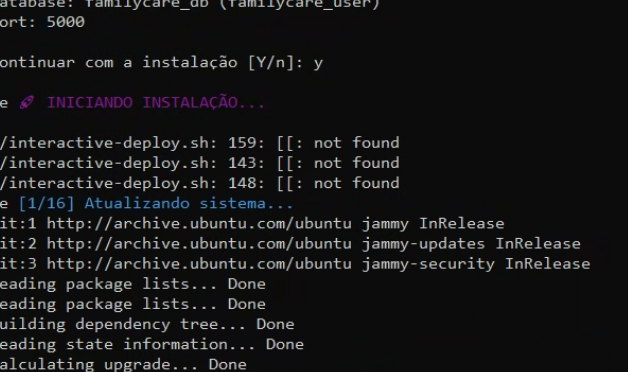 atabase: familycare_db (familycare_user)
ort: 5000
ontinuar com a instalação [Y/n]: y
e 🚀 INICIANDO INSTALAÇÃO...
/interactive-deploy.sh: 159: [[: not found
/interactive-deploy.sh: 143: [[: not found
/interactive-deploy.sh: 148: [[: not found
e [1/16] Atualizando sistema...
it:1 http://archive.ubuntu.com/ubuntu jammy InRelease
it:2 http://archive.ubuntu.com/ubuntu jammy-updates InRelease
it:3 http://archive.ubuntu.com/ubuntu jammy-security InRelease
eading package lists... Done
eading package lists... Done
uilding dependency tree... Done
eading state information... Done
alculating upgrade... Done